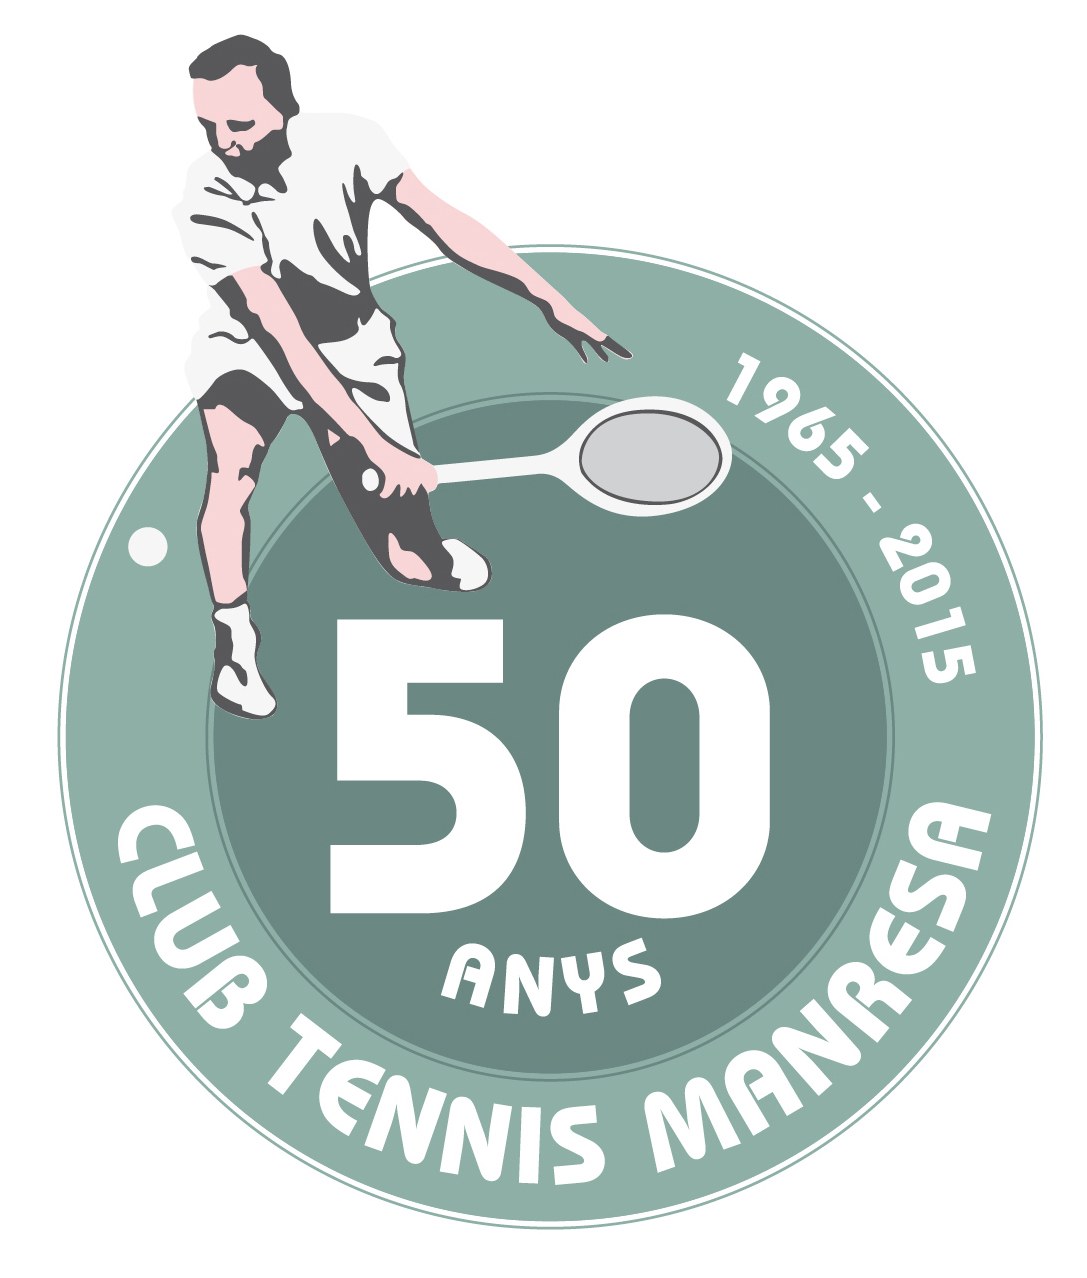 1965 - 2015
50
ANYS
CLUB TENNIS MANRESA